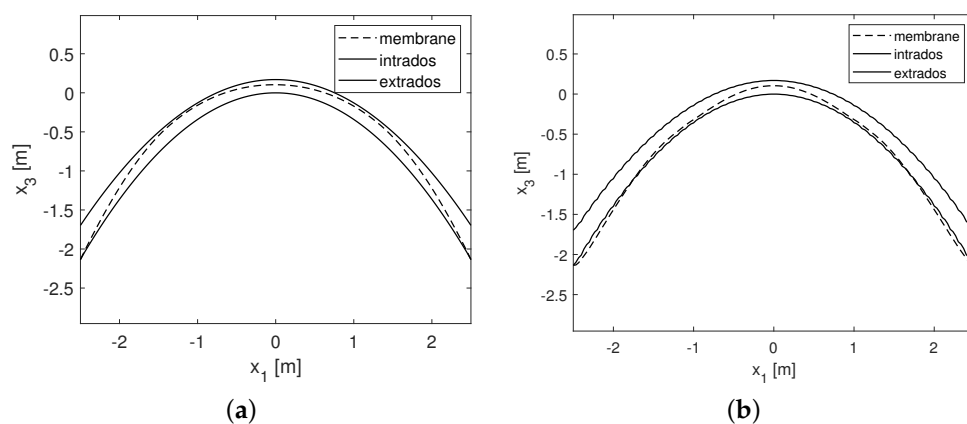 membrane
intrados
extrados
0.5
0
-0.5
-1
-1.5
-2
-2.5
x3 [m]
-2 -1 0 1 2
x1 [m]
(a)
membrane
intrados
extrados
0.5
0
-0.5
-1
-1.5
-2
-2.5
x3 [m]
-2 -1 0 1 2
x1 [m]
(b)